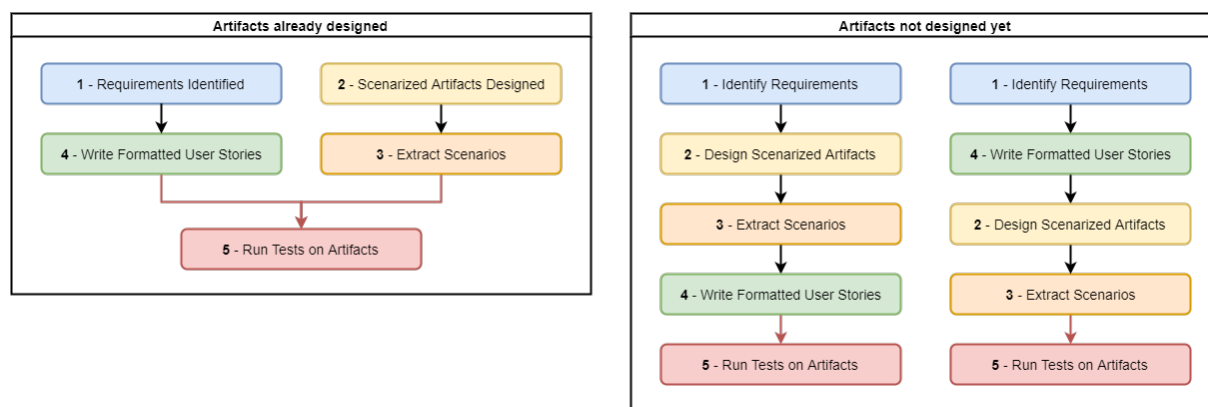 Artifacts already designed
1 - Requirements Identified
2 - Scenarized Artifacts Designed
4 - Write Formatted User Stories
3 - Extract Scenarios
5 - Run Tests on Artifacts
Artifacts not designed yet
1 - Identify Requirements
2 - Design Scenarized Artifacts
3 - Extract Scenarios
4 - Write Formatted User Stories
5 - Run Tests on Artifacts
1 - Identify Requirements
4 - Write Formatted User Stories
2 - Design Scenarized Artifacts
3 - Extract Scenarios
5 - Run Tests on Artifacts